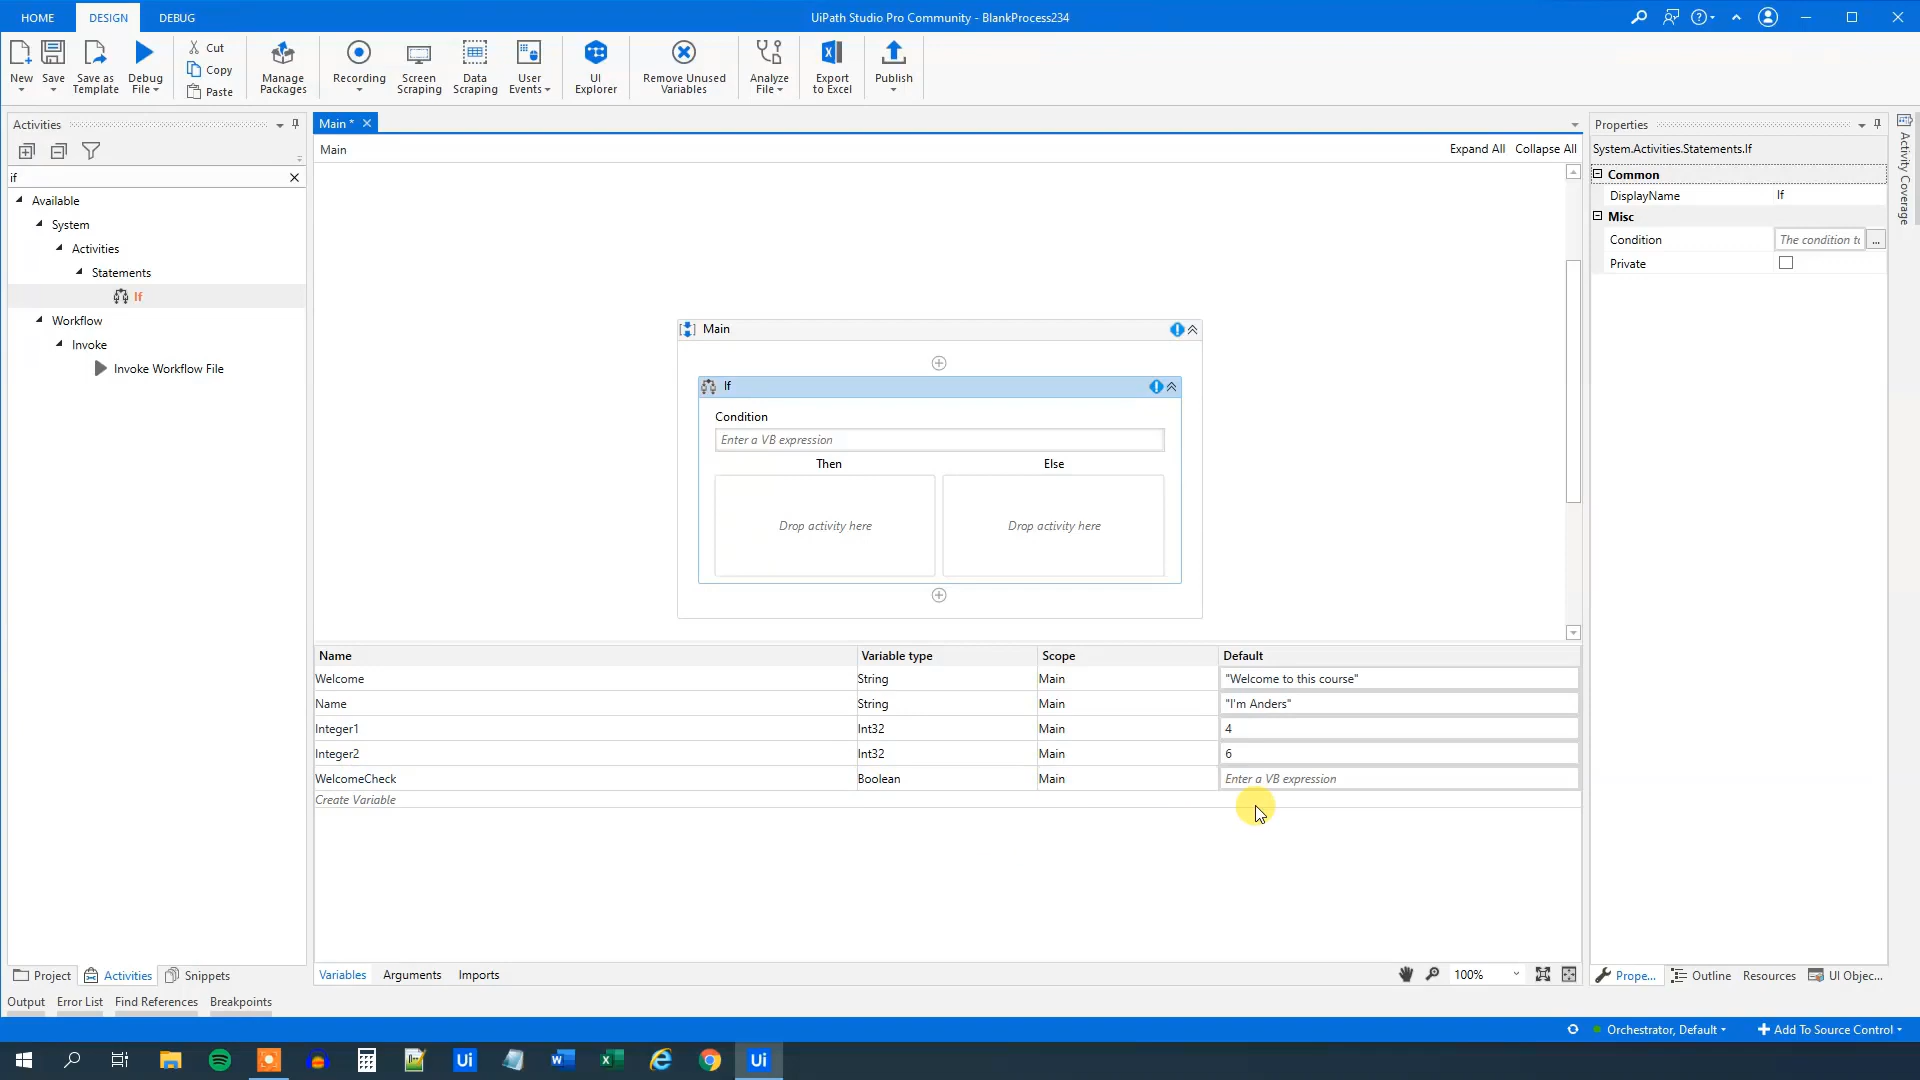 HOME
DESIGN
DEBUG
UiPath Studio Pro Community - BlankProcess234
New
Save
Save as Template
Debug File
Cut
Copy
Paste
Manage Packages
Recording
Screen Scraping
Data Scraping
User Events
UI Explorer
Remove Unused Variables
Analyze File
Export to Excel
Publish
Activities
if
Available
System
Activities
Statements
If
Workflow
Invoke
Invoke Workflow File
Main *
Main
Expand All
Collapse All
Main
If
Condition
Enter a VB expression
Then
Else
Drop activity here
Drop activity here
Name
Variable type
Scope
Default
Welcome
String
Main
"Welcome to this course"
Name
String
Main
"I'm Anders"
Integer1
Int32
Main
4
Integer2
Int32
Main
6
WelcomeCheck
Boolean
Main
Enter a VB expression
Create Variable
Variables
Arguments
Imports
100%
Properties
System.Activities.Statements.If
Common
DisplayName
If
Misc
Condition
The condition to
...
Private
Activity Coverage
Project
Activities
Snippets
Prope...
Outline
Resources
UI Objec...
Output
Error List
Find References
Breakpoints
Orchestrator, Default
Add To Source Control
Ui
Ui